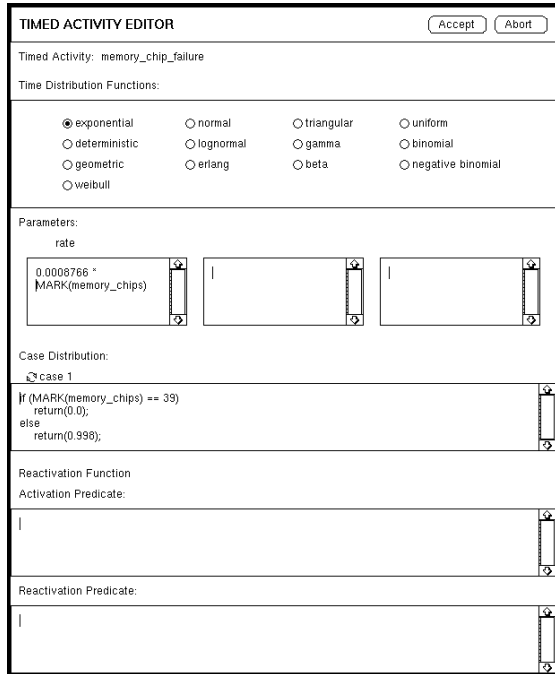 TIMED ACTIVITY EDITOR Accept Abort
Timed Activity: memory_chip_failure
Time Distribution Functions:
exponential normal triangular uniform
deterministic lognormal gamma binomial
geometric erlang beta negative binomial
weibull
Parameters:
rate
0.0008766 *
MARK(memory_chips)
Case Distribution:
case 1
if (MARK(memory_chips) == 39)
return(0.0);
else
return(0.998);
Reactivation Function
Activation Predicate:
Reactivation Predicate: